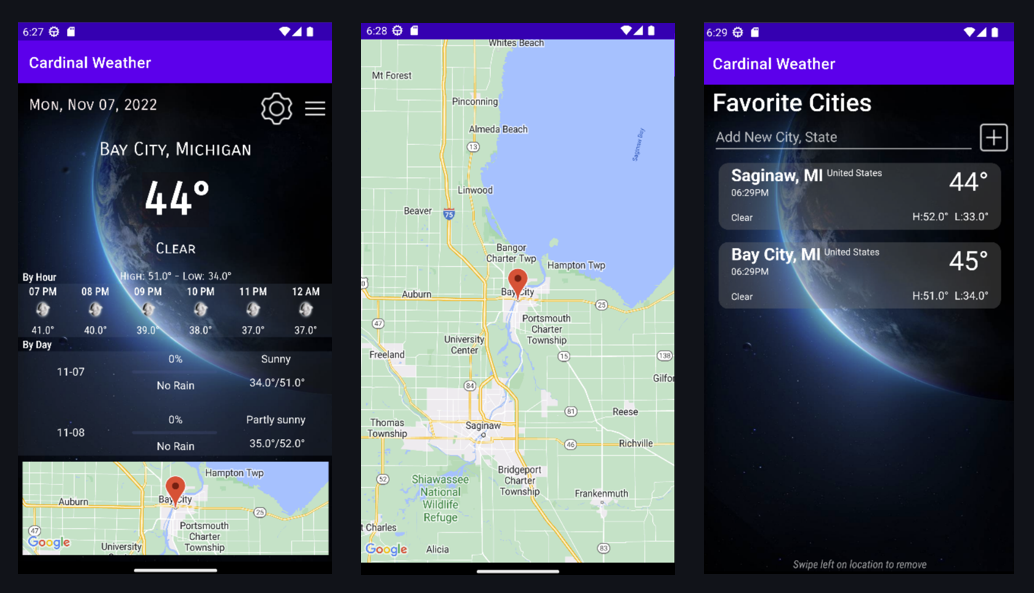 6:27
Cardinal Weather
Mon, Nov 07, 2022
Bay City, Michigan
44°
Clear
High: 51.0° - Low: 34.0°
By Hour
07 PM 08 PM 09 PM 10 PM 11 PM 12 AM
41.0° 40.0° 39.0° 38.0° 37.0° 37.0°
By Day
0% Sunny
11-07
No Rain 34.0°/51.0°
0% Partly sunny
11-08
No Rain 35.0°/52.0°
Hampton Twp
Auburn
Bay City
25
Portsmouth
Charter
Township
47
University
Google
6:28
Whites Beach
Mt Forest
Pinconning
Almeda Beach
13
Saginaw Bay
Linwood
Beaver
75
Bangor
Charter Twp
Hampton Twp
Bay City
Auburn
25
47
Portsmouth
Charter
Township
University
Center
Freeland
15
138
84
Gilfor
81
Reese
Thomas
Township
Saginaw
46
Richville
Bridgeport
Charter
Township
52
Shiawassee
National
Wildlife
Refuge
Frankenmuth
t Charles
Google
Alicia
83
6:29
Cardinal Weather
Favorite Cities
Add New City, State
Saginaw, MI United States
44°
06:29PM
Clear H:52.0° L:33.0°
Bay City, MI United States
45°
06:29PM
Clear H:51.0° L:34.0°
Swipe left on location to remove